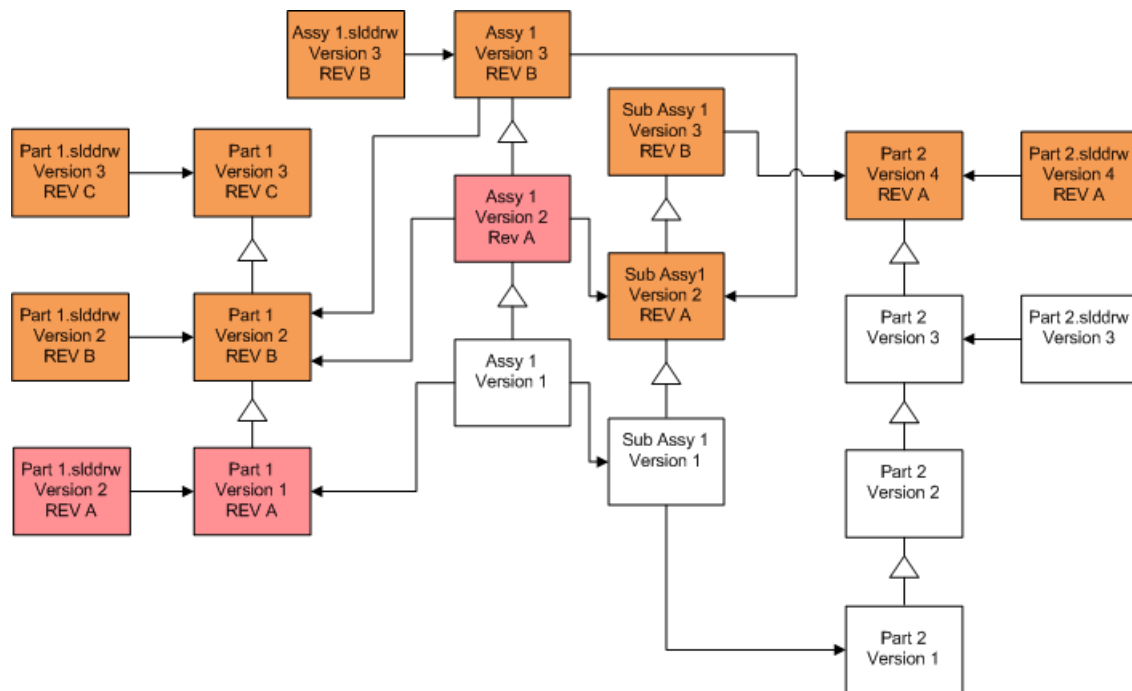 Assy 1.slddrw
Version 3
REV B
Assy 1
Version 3
REV B
Sub Assy 1
Version 3
REV B
Part 1.slddrw
Version 3
REV C
Part 1
Version 3
REV C
Part 2
Version 4
REV A
Part 2.slddrw
Version 4
REV A
Assy 1
Version 2
Rev A
Sub Assy1
Version 2
REV A
Part 1.slddrw
Version 2
REV B
Part 1
Version 2
REV B
Part 2
Version 3
Part 2.slddrw
Version 3
Assy 1
Version 1
Sub Assy 1
Version 1
Part 1.slddrw
Version 2
REV A
Part 1
Version 1
REV A
Part 2
Version 2
Part 2
Version 1